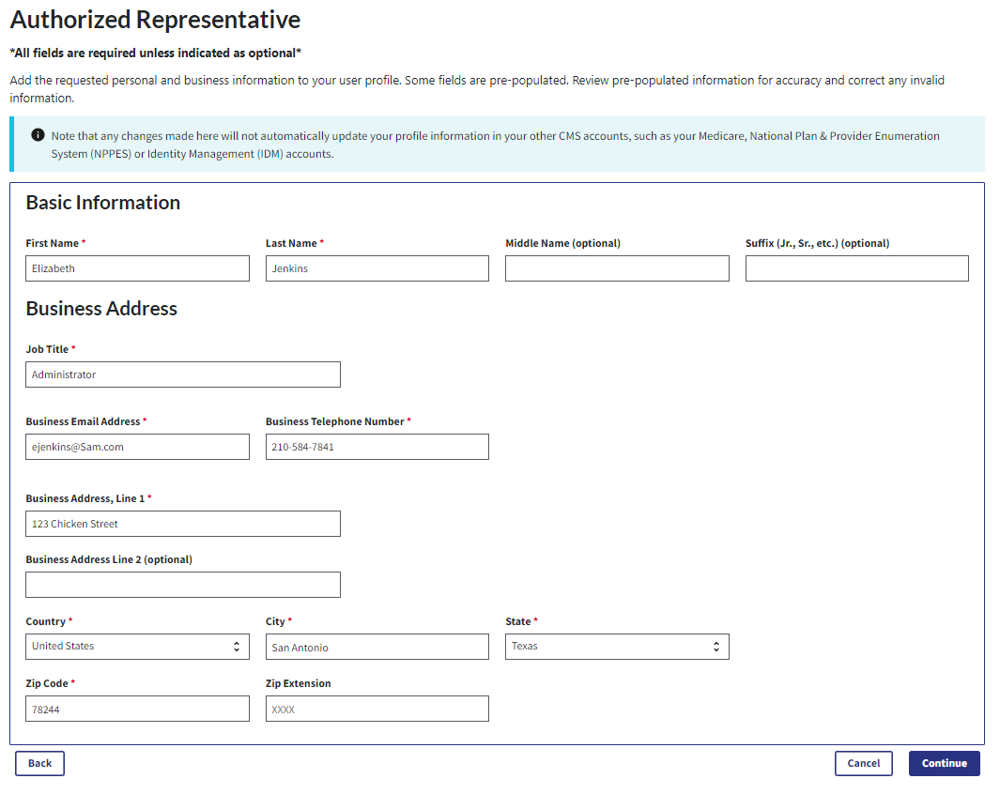 Authorized Representative
*All fields are required unless indicated as optional*
Add the requested personal and business information to your user profile. Some fields are pre-populated. Review pre-populated information for accuracy and correct any invalid
information.
Note that any changes made here will not automatically update your profile information in your other CMS accounts, such as your Medicare, National Plan & Provider Enumeration
System (NPPES) or Identity Management (IDM) accounts.
Basic Information
First Name * Last Name * Middle Name (optional) Suffix (Jr., Sr., etc.) (optional)
Elizabeth Jenkins
Business Address
Job Title *
Administrator
Business Email Address * Business Telephone Number *
ejenkins@Sam.com 210-584-7841
Business Address, Line 1 *
123 Chicken Street
Business Address Line 2 (optional)
Country * City * State *
United States San Antonio Texas
Zip Code * Zip Extension
78244 XXXX
Back Cancel Continue